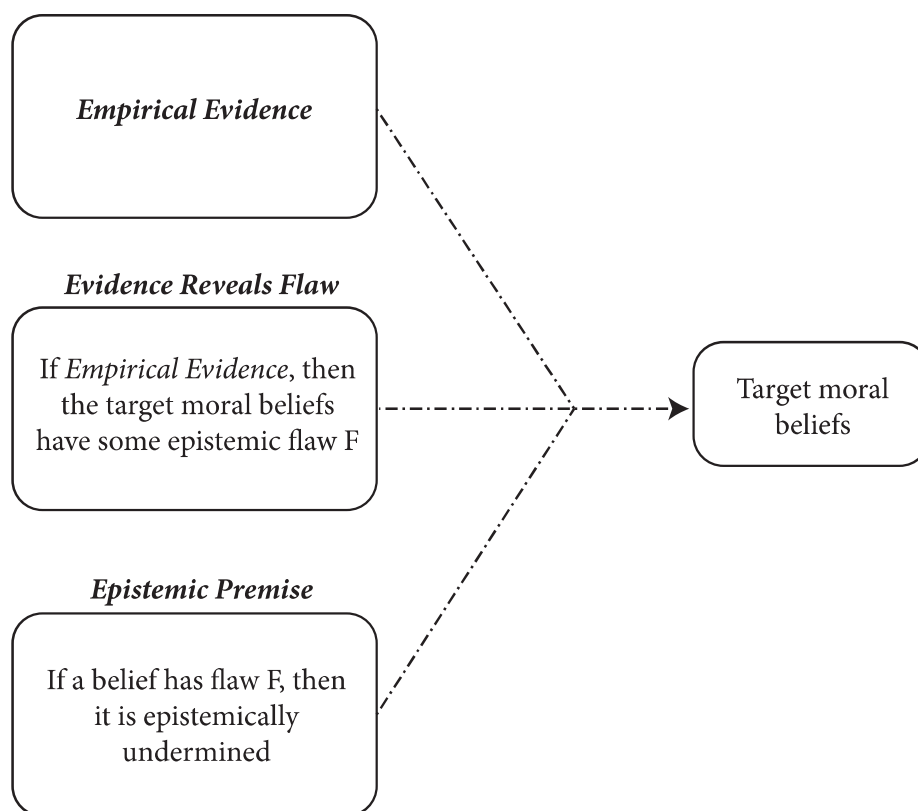 Empirical Evidence
Evidence Reveals Flaw
If Empirical Evidence, then
the target moral beliefs
have some epistemic flaw F
Target moral
beliefs
Epistemic Premise
If a belief has flaw F, then
it is epistemically
undermined